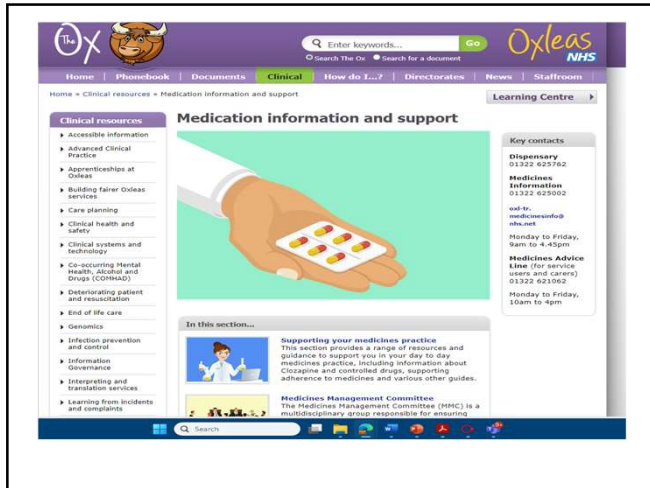 The Ox
Enter keywords...
Go
Search The Ox
Search for a document
Oxleas
NHS
Home
Phonebook
Documents
Clinical
How do I...?
Directorates
News
Staffroom
Home » Clinical resources » Medication information and support
Learning Centre
Clinical resources
Accessible information
Advanced Clinical
Practice
Apprenticeships at
Oxleas
Building fairer Oxleas
services
Care planning
Clinical health and
safety
Clinical systems and
technology
Co-occurring Mental
Health, Alcohol and
Drugs (COMHAD)
Deteriorating patient
and resuscitation
End of life care
Genomics
Infection prevention
and control
Information
Governance
Interpreting and
translation services
Learning from incidents
and complaints
Medication information and support
In this section...
Supporting your medicines practice
This section provides a range of resources and
guidance to support you in your day to day
medicines practice, including information about
Clozapine and controlled drugs, supporting
adherence to medicines and various other guides.
Medicines Management Committee
The Medicines Management Committee (MMC) is a
multidisciplinary group responsible for ensuring
Key contacts
Dispensary
01322 625762
Medicines
Information
01322 625002
oxl-tr.
medicinesinfo@
nhs.net
Monday to Friday,
9am to 4.45pm
Medicines Advice
Line (for service
users and carers)
01322 621062
Monday to Friday,
10am to 4pm
Search